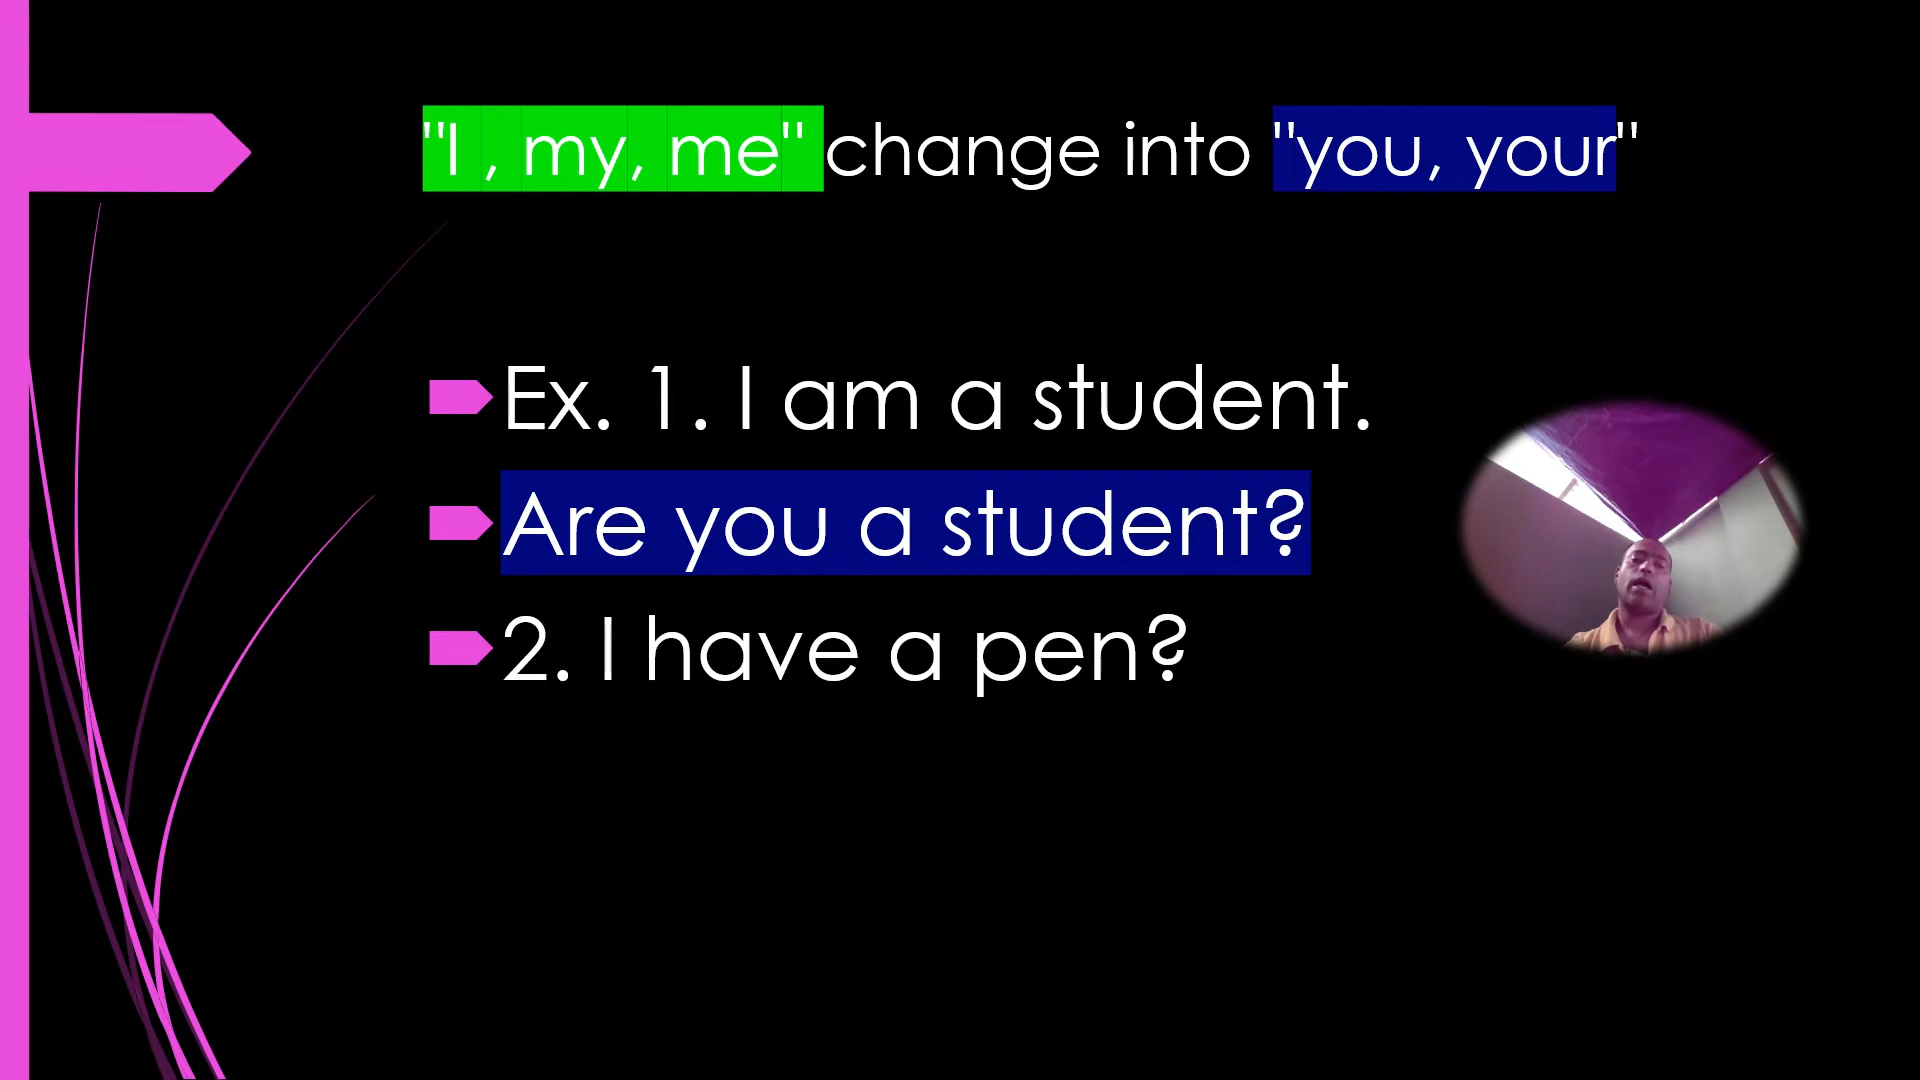 "I , my, me" change into "you, your"
Ex. 1. I am a student.
Are you a student?
2. I have a pen?